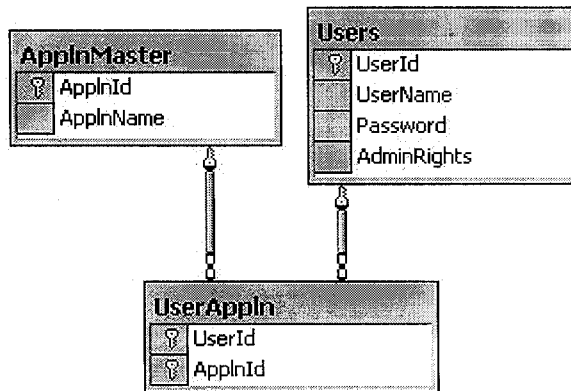 ApplnMaster
ApplnId
ApplnName
Users
UserId
UserName
Password
AdminRights
UserAppln
UserId
ApplnId